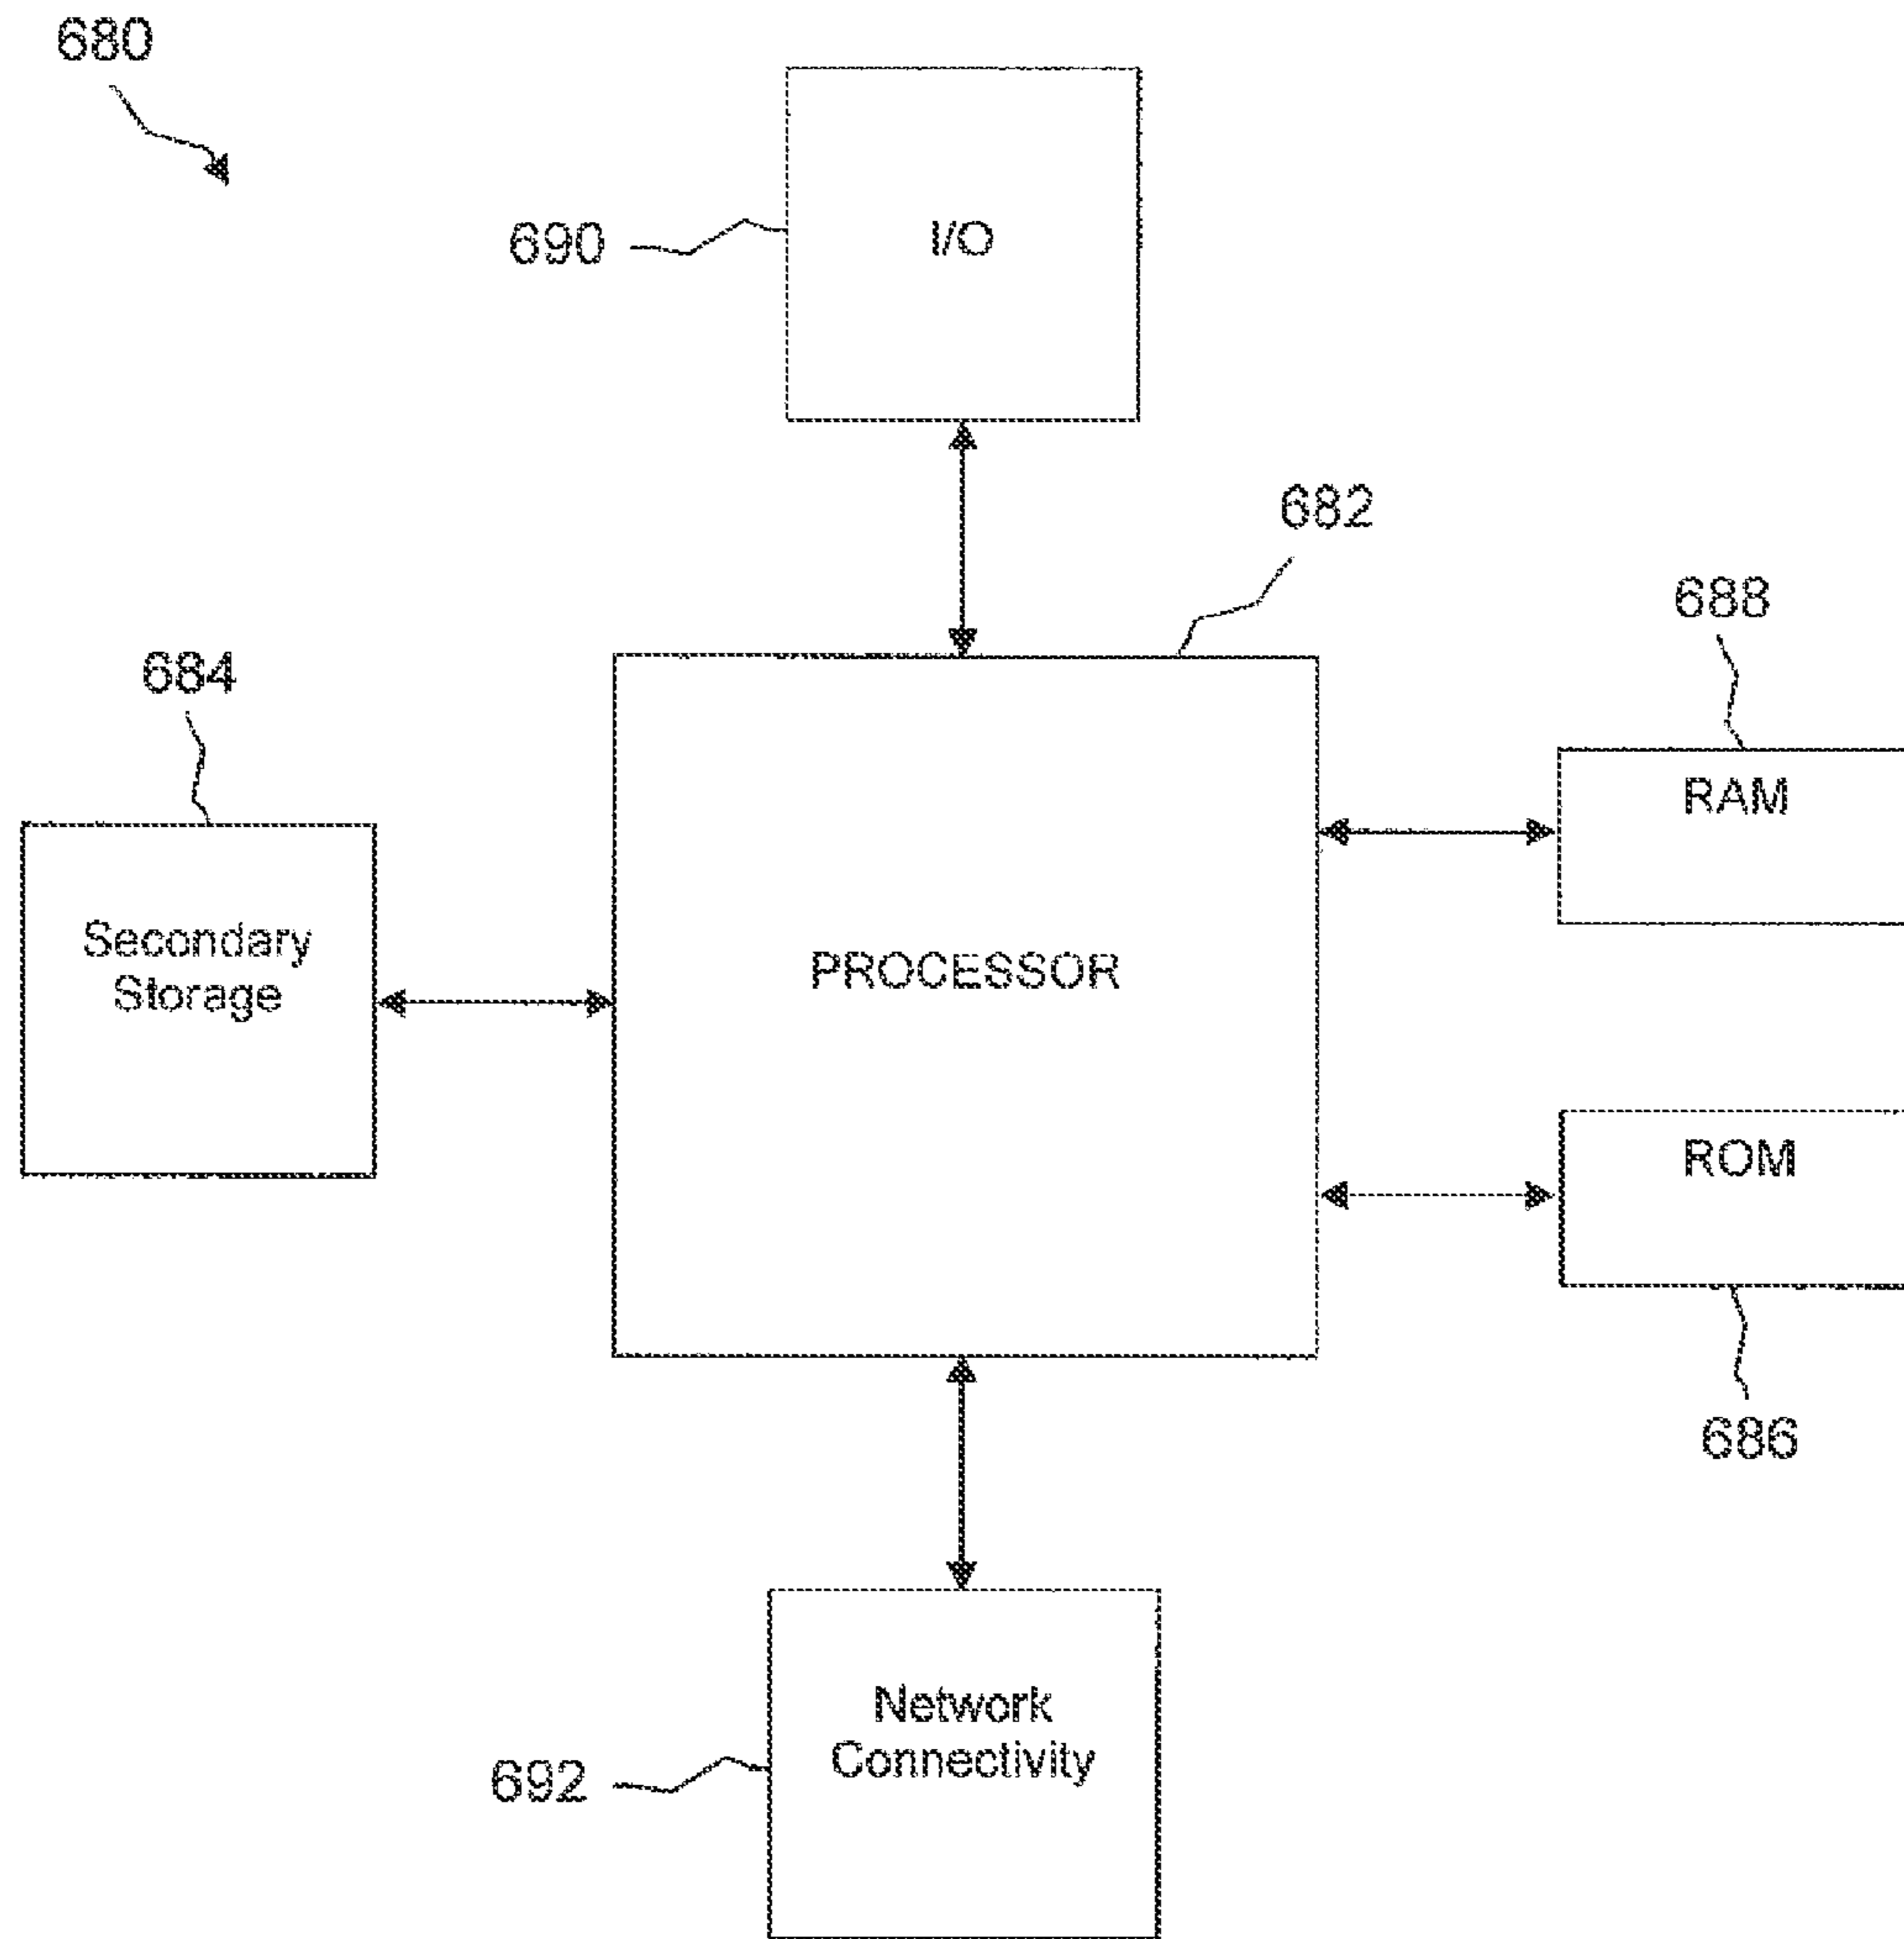 680
690
I/O
682
688
684
RAM
Secondary
Storage
PROCESSOR
ROM
686
Network
Connectivity
692